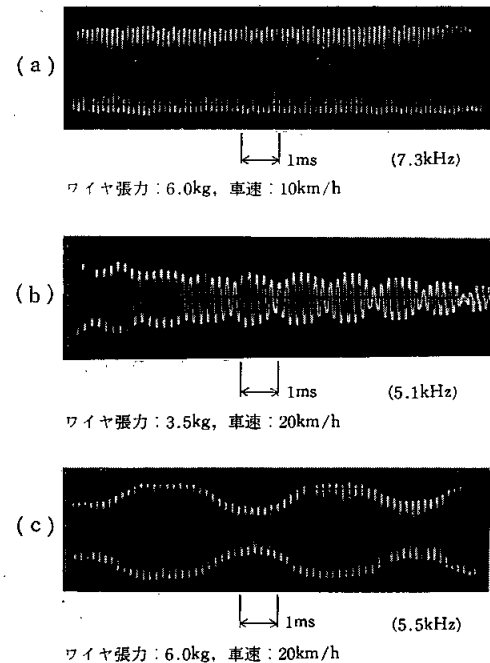 (a)
1ms (7.3kHz)
ワイヤ張力：6.0kg，車速：10km/h
(b)
1ms (5.1kHz)
ワイヤ張力：3.5kg，車速：20km/h
(c)
1ms (5.5kHz)
ワイヤ張力：6.0kg，車速：20km/h